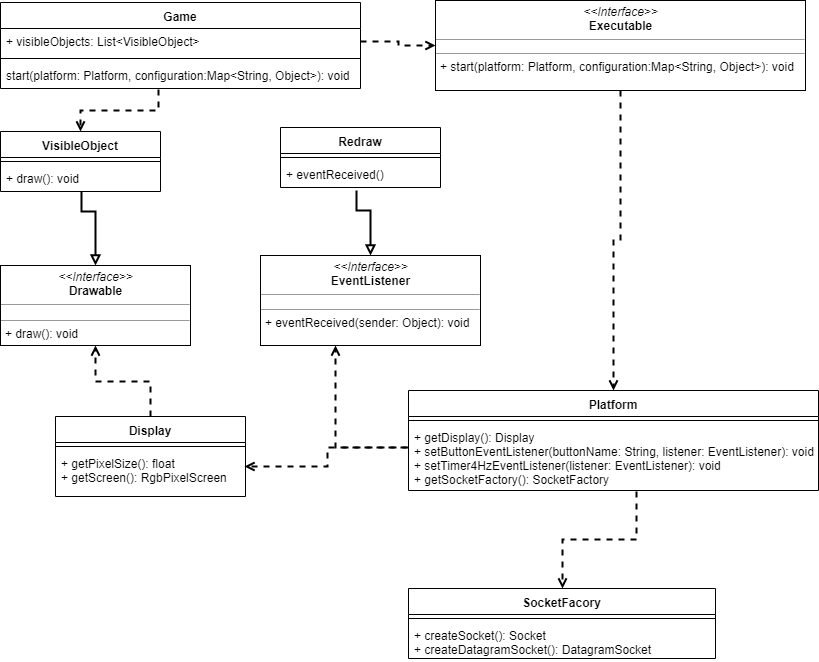 Game
+ visibleObjects: List<VisibleObject>
start(platform: Platform, configuration:Map<String, Object>): void
<<Interface>>
Executable
+ start(platform: Platform, configuration:Map<String, Object>): void
VisibleObject
+ draw(): void
Redraw
+ eventReceived()
<<Interface>>
Drawable
+ draw(): void
<<Interface>>
EventListener
+ eventReceived(sender: Object): void
Display
+ getPixelSize(): float
+ getScreen(): RgbPixelScreen
Platform
+ getDisplay(): Display
+ setButtonEventListener(buttonName: String, listener: EventListener): void
+ setTimer4HzEventListener(listener: EventListener): void
+ getSocketFactory(): SocketFactory
SocketFacory
+ createSocket(): Socket
+ createDatagramSocket(): DatagramSocket